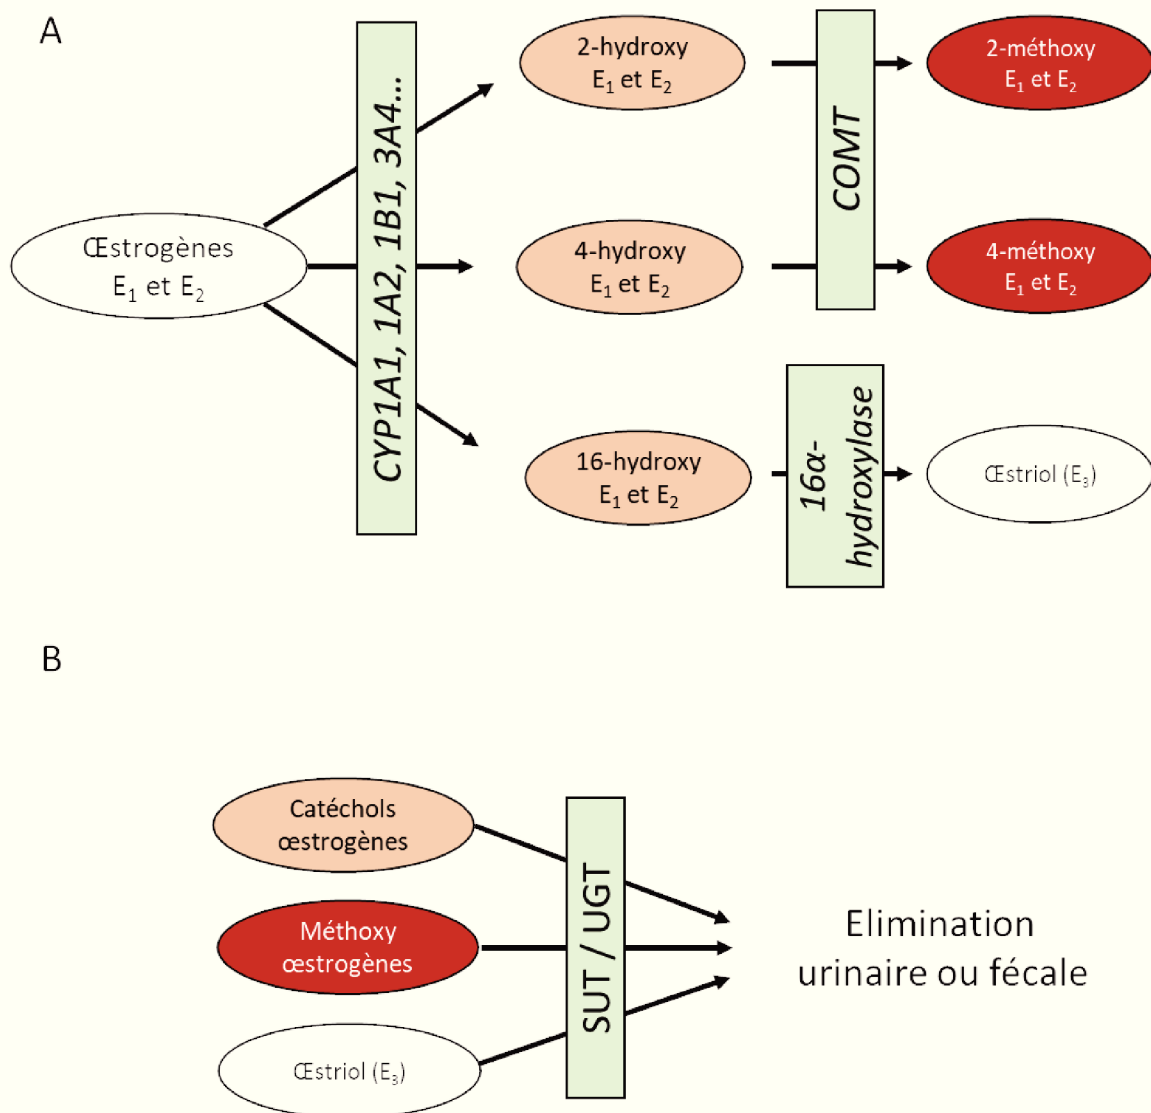 A
Œstrogènes
E₁ et E₂
CYP1A1, 1A2, 1B1, 3A4...
2-hydroxy
E₁ et E₂
4-hydroxy
E₁ et E₂
16-hydroxy
E₁ et E₂
COMT
16α-
hydroxylase
2-méthoxy
E₁ et E₂
4-méthoxy
E₁ et E₂
Œstriol (E₃)
B
Catéchols
œstrogènes
Méthoxy
œstrogènes
Œstriol (E₃)
SUT / UGT
Elimination
urinaire ou fécale